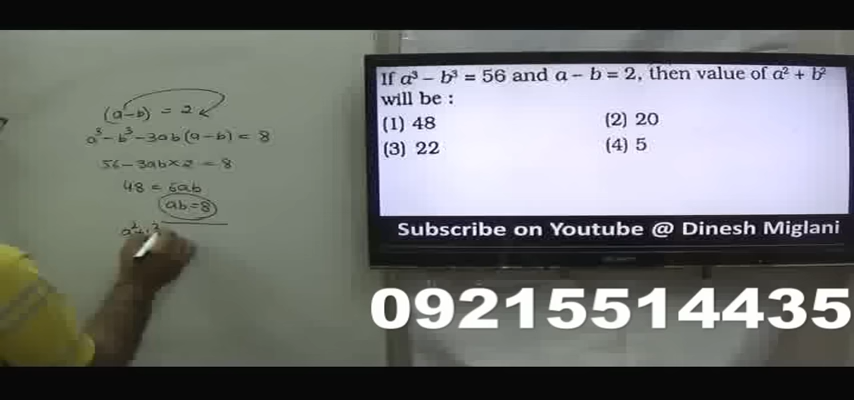 (a-b) = 2
a³ - b³ - 3ab(a-b) = 8
56 - 3ab × 2 = 8
48 = 6ab
ab = 8
a² +
If a³ – b³ = 56 and a – b = 2, then value of a² + b²
will be :
(1) 48 (2) 20
(3) 22 (4) 5
Subscribe on Youtube @ Dinesh Miglani
09215514435